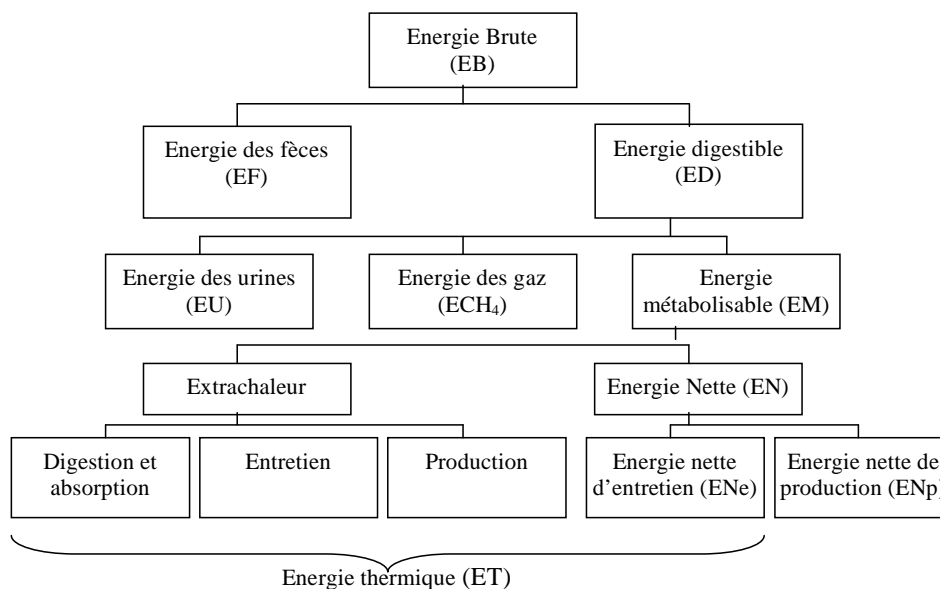 Energie Brute
(EB)
Energie des fèces
(EF)
Energie digestible
(ED)
Energie des urines
(EU)
Energie des gaz
(ECH₄)
Energie
métabolisable (EM)
Extrachaleur
Energie Nette (EN)
Digestion et
absorption
Entretien
Production
Energie nette
d’entretien (ENe)
Energie nette de
production (ENp)
Energie thermique (ET)